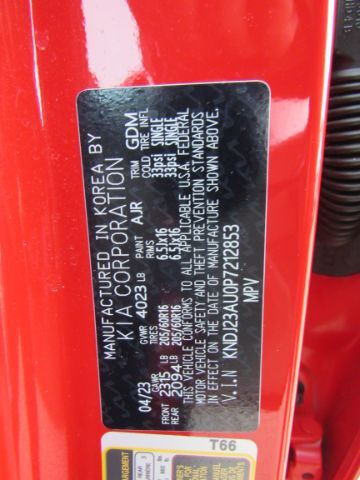 MANUFACTURED IN KOREA BY
KIA CORPORATION
04/23 GVWR 4023 LB PAINT AJR TRIM GDM
GAWR TIRES RIMS COLD TIRE INFL
FRONT 2315 LB 205/60R16 6.5JX16 33psi SINGLE
REAR 2094 LB 205/60R16 6.5JX16 33psi SINGLE
THIS VEHICLE CONFORMS TO ALL APPLICABLE U.S.A. FEDERAL
MOTOR VEHICLE SAFETY AND THEFT PREVENTION STANDARDS
IN EFFECT ON THE DATE OF MANUFACTURE SHOWN ABOVE.
V.I.N KNDJ23AU0P7212853
MPV
T66